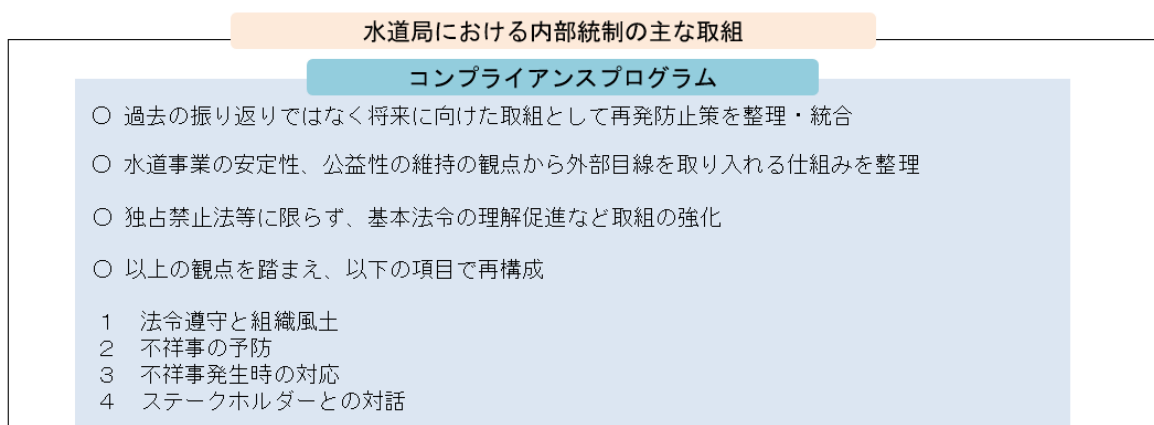 水道局における内部統制の主な取組
コンプライアンスプログラム
○ 過去の振り返りではなく将来に向けた取組として再発防止策を整理・統合
○ 水道事業の安定性、公益性の維持の観点から外部目線を取り入れる仕組みを整理
○ 独占禁止法等に限らず、基本法令の理解促進など取組の強化
○ 以上の観点を踏まえ、以下の項目で再構成
1 法令遵守と組織風土
2 不祥事の予防
3 不祥事発生時の対応
4 ステークホルダーとの対話